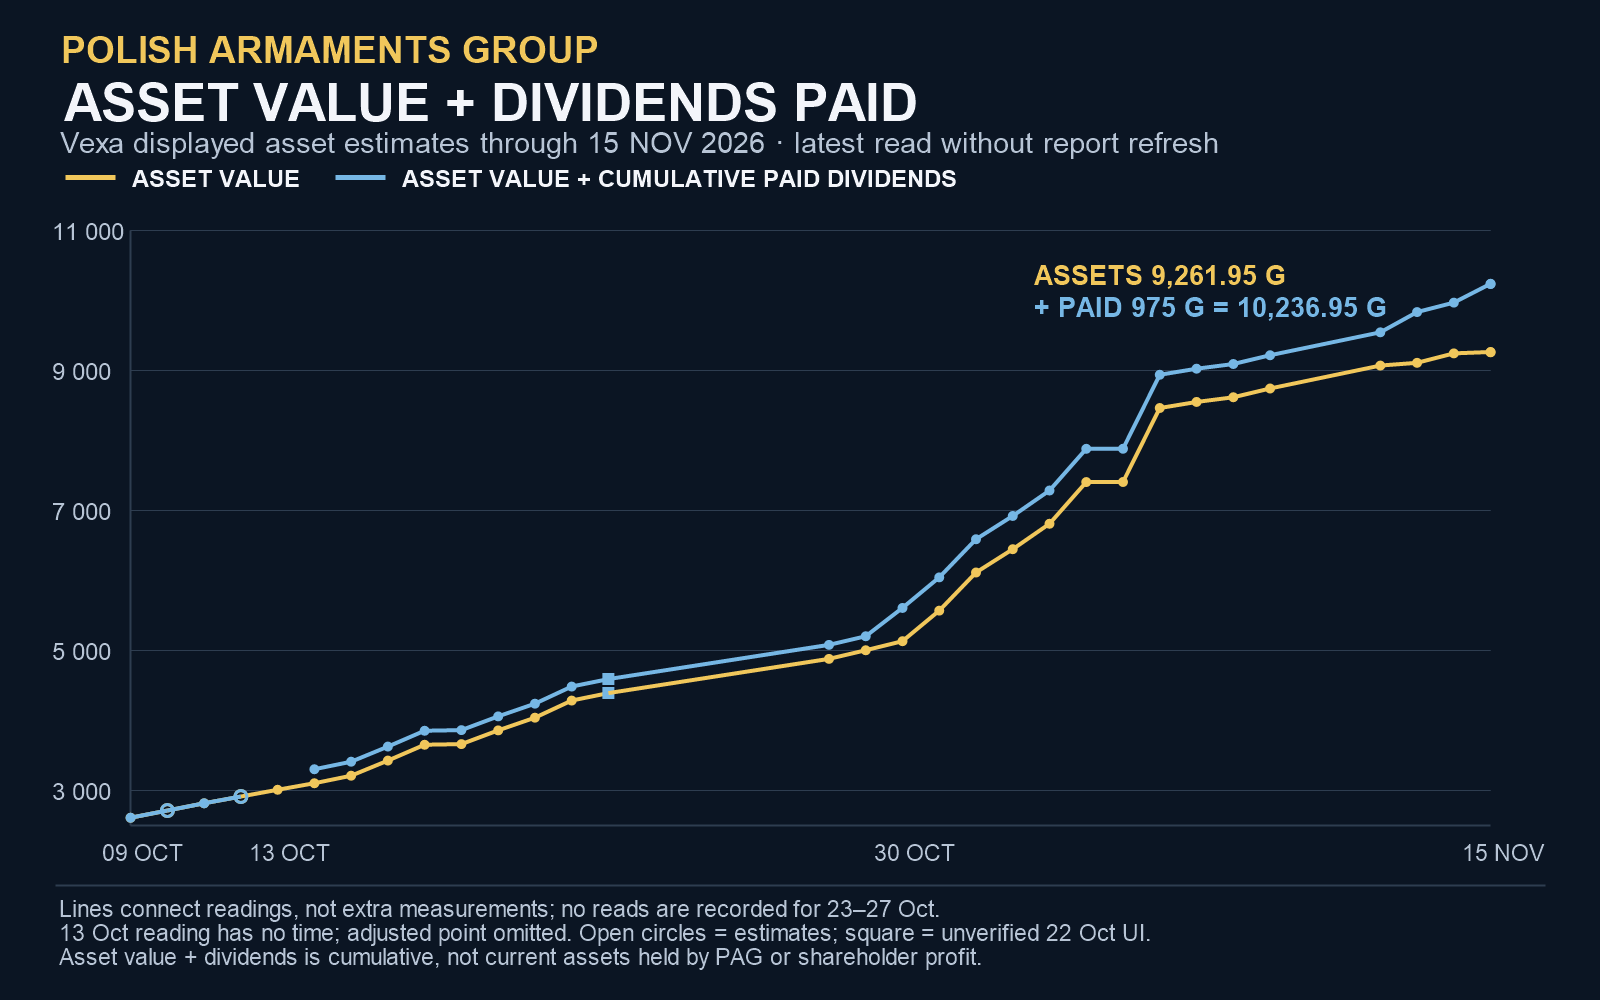 POLISH ARMAMENTS GROUP
ASSET VALUE + DIVIDENDS PAID
Vexa displayed asset estimates through 15 NOV 2026 · latest read without report refresh
ASSET VALUE
ASSET VALUE + CUMULATIVE PAID DIVIDENDS
11 000
ASSETS 9,261.95 G
+ PAID 975 G = 10,236.95 G
9 000
7 000
5 000
3 000
09 OCT
13 OCT
30 OCT
15 NOV
Lines connect readings, not extra measurements; no reads are recorded for 23–27 Oct.
13 Oct reading has no time; adjusted point omitted. Open circles = estimates; square = unverified 22 Oct UI.
Asset value + dividends is cumulative, not current assets held by PAG or shareholder profit.